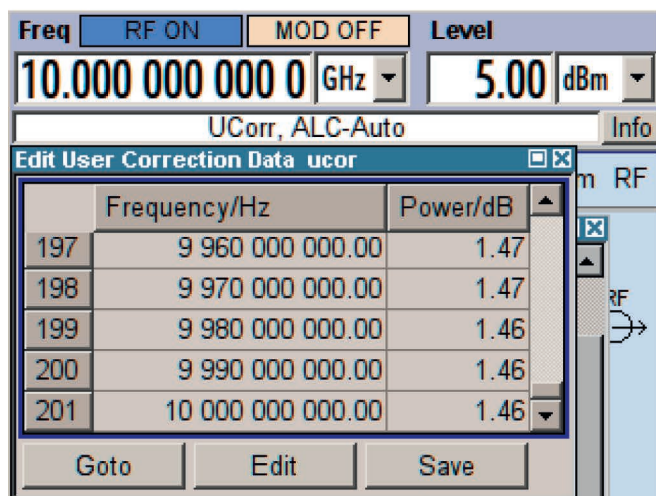 Freq RF ON MOD OFF Level
10.000 000 000 0 GHz 5.00 dBm
UCorr, ALC-Auto Info
Edit User Correction Data ucor
m RF
Frequency/Hz Power/dB
197 9 960 000 000.00 1.47
198 9 970 000 000.00 1.47
RF
199 9 980 000 000.00 1.46
200 9 990 000 000.00 1.46
201 10 000 000 000.00 1.46
Goto Edit Save